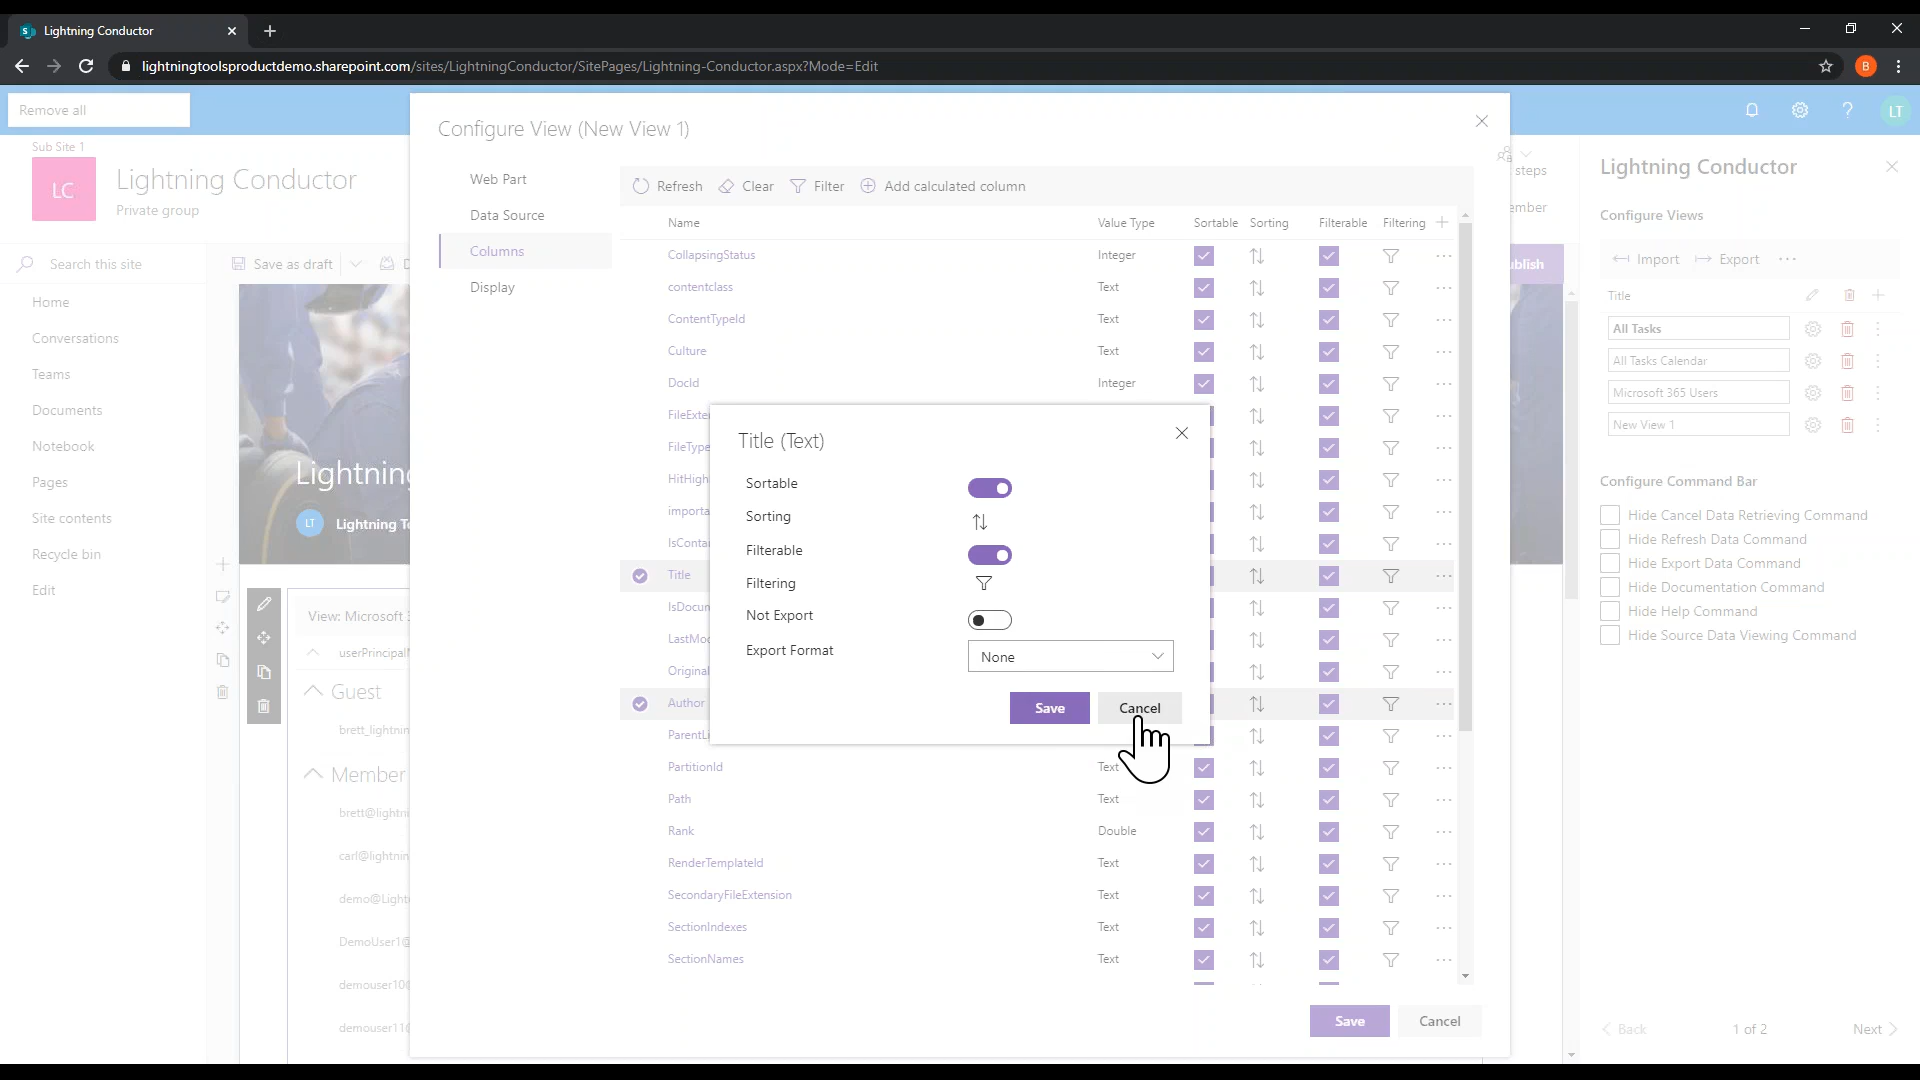 Lightning Conductor
lightningtoolsproductdemo.sharepoint.com/sites/LightningConductor/SitePages/Lightning-Conductor.aspx?Mode=Edit
B
Remove all
LT
Sub Site 1
LC
Lightning Conductor
Private group
Search this site
Home
Conversations
Teams
Documents
Notebook
Pages
Site contents
Recycle bin
Edit
Save as draft
Lightning
LT
Lightning
View: Microsoft
Guest
Member
Configure View (New View 1)
Web Part
Data Source
Columns
Display
Refresh Clear Filter Add calculated column
Name Value Type Sortable Sorting Filterable Filtering
CollapsingStatus Integer
contentclass Text
ContentTypeId Text
Culture Text
DocId Integer
Title
Author
PartitionId Text
Path Text
Rank Double
RenderTemplateId Text
SecondaryFileExtension Text
SectionIndexes Text
SectionNames Text
Save Cancel
Title (Text)
Sortable
Sorting
Filterable
Filtering
Not Export
Export Format None
Save Cancel
steps
Lightning Conductor
Configure Views
Import Export
Title
All Tasks
All Tasks Calendar
Microsoft 365 Users
New View 1
Configure Command Bar
Hide Cancel Data Retrieving Command
Hide Refresh Data Command
Hide Export Data Command
Hide Documentation Command
Hide Help Command
Hide Source Data Viewing Command
Back 1 of 2 Next